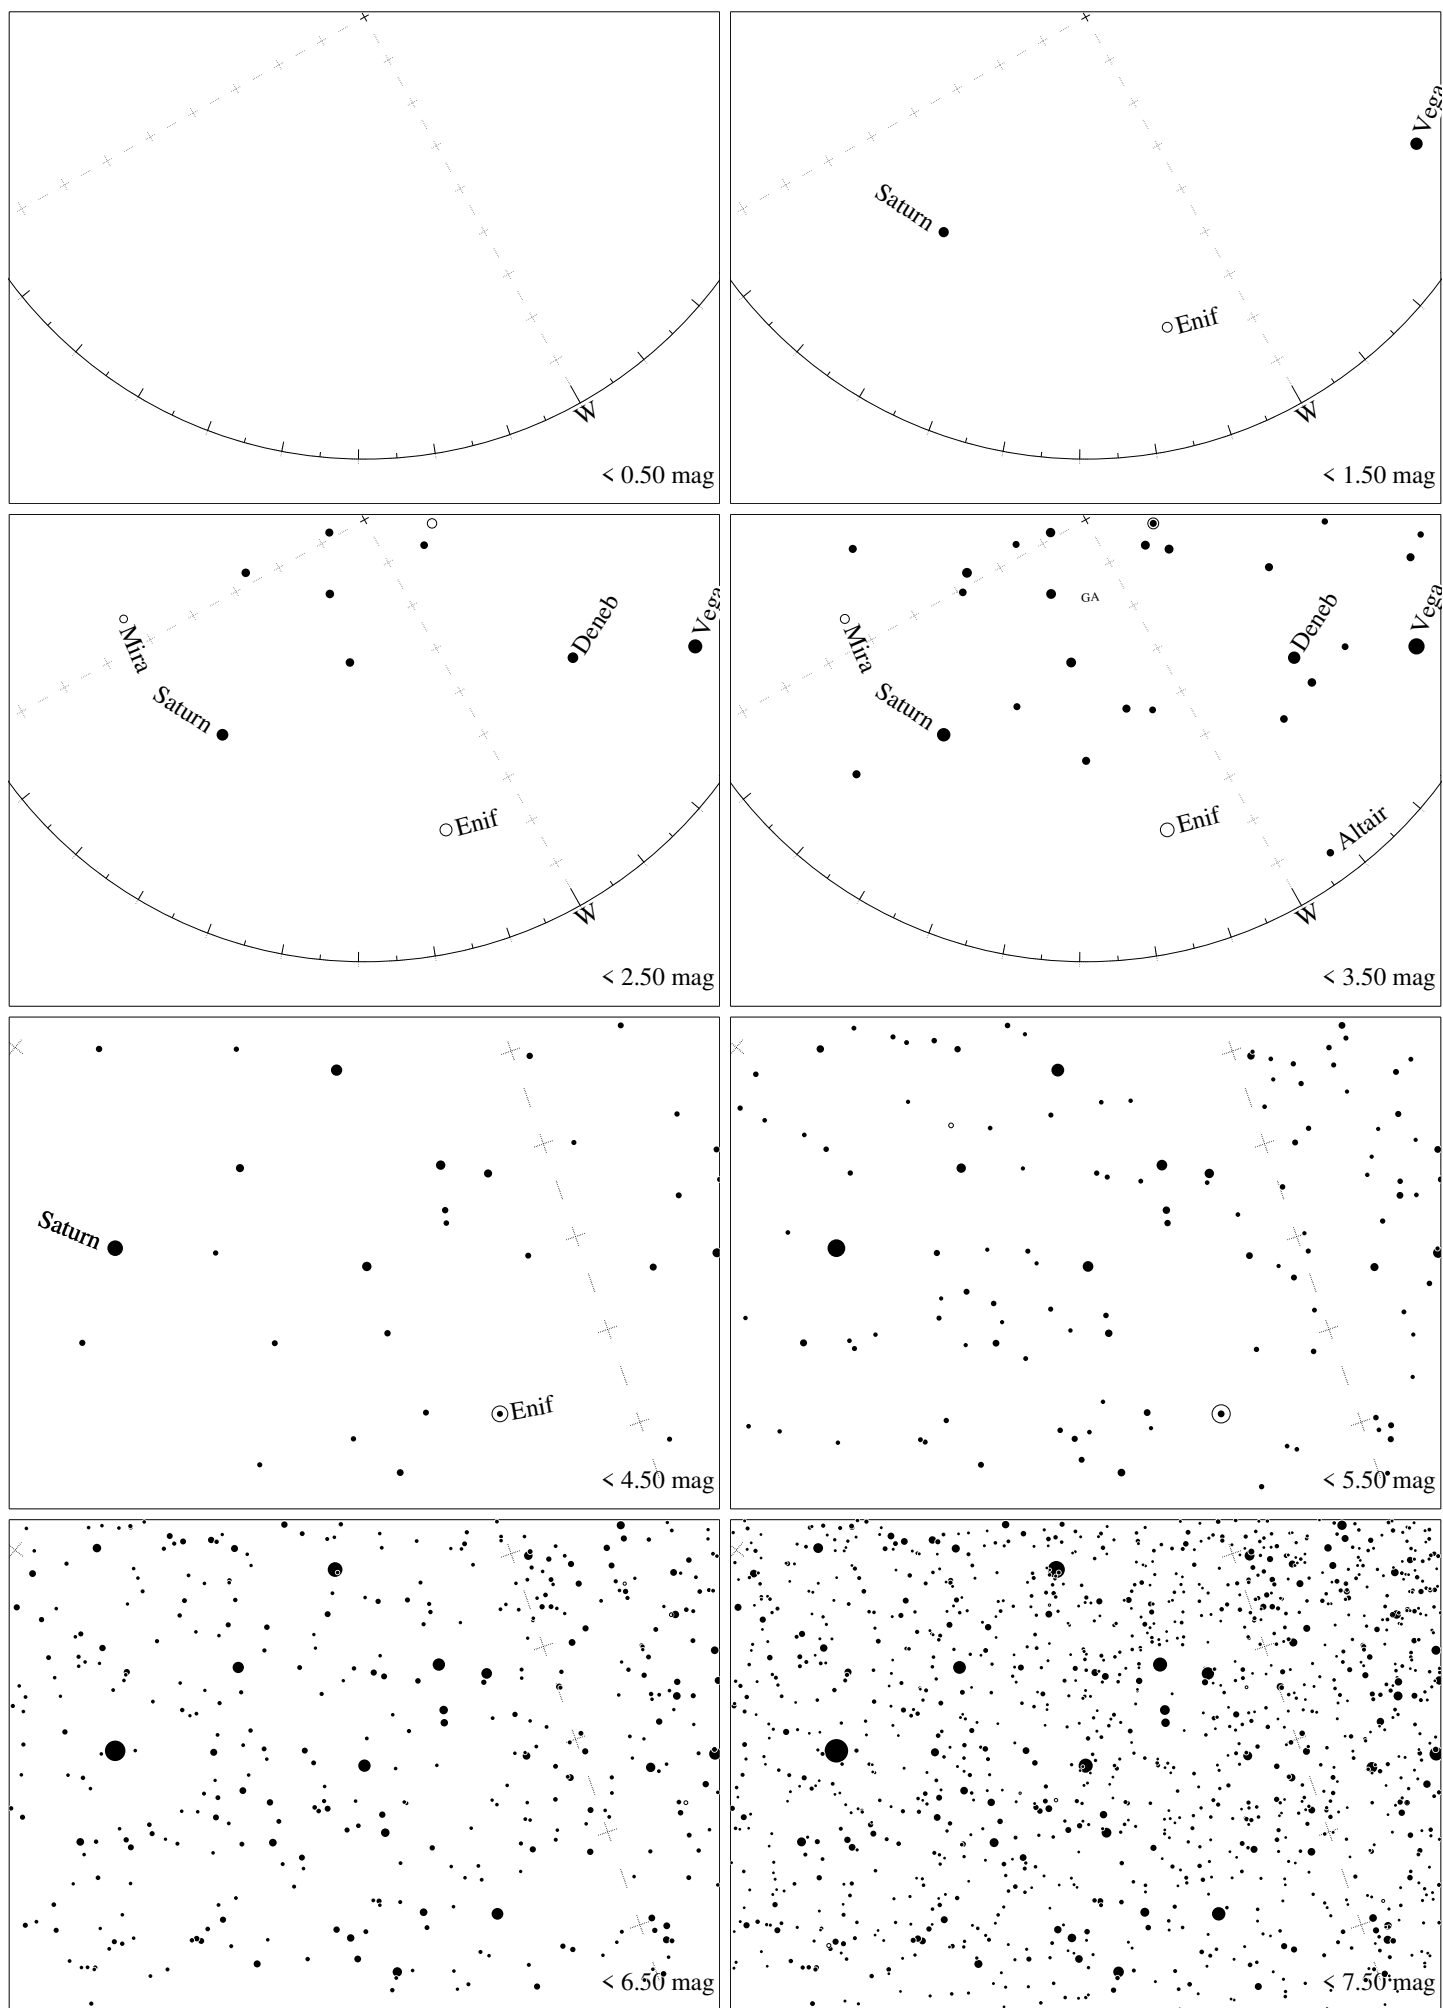 W
< 0.50 mag
Vega
Saturn
Enif
W
< 1.50 mag
Mira
Saturn
Deneb
Vega
Enif
W
< 2.50 mag
GA
Mira
Saturn
Deneb
Vega
Enif
Altair
W
< 3.50 mag
Saturn
Enif
< 4.50 mag
< 5.50 mag
< 6.50 mag
< 7.50 mag